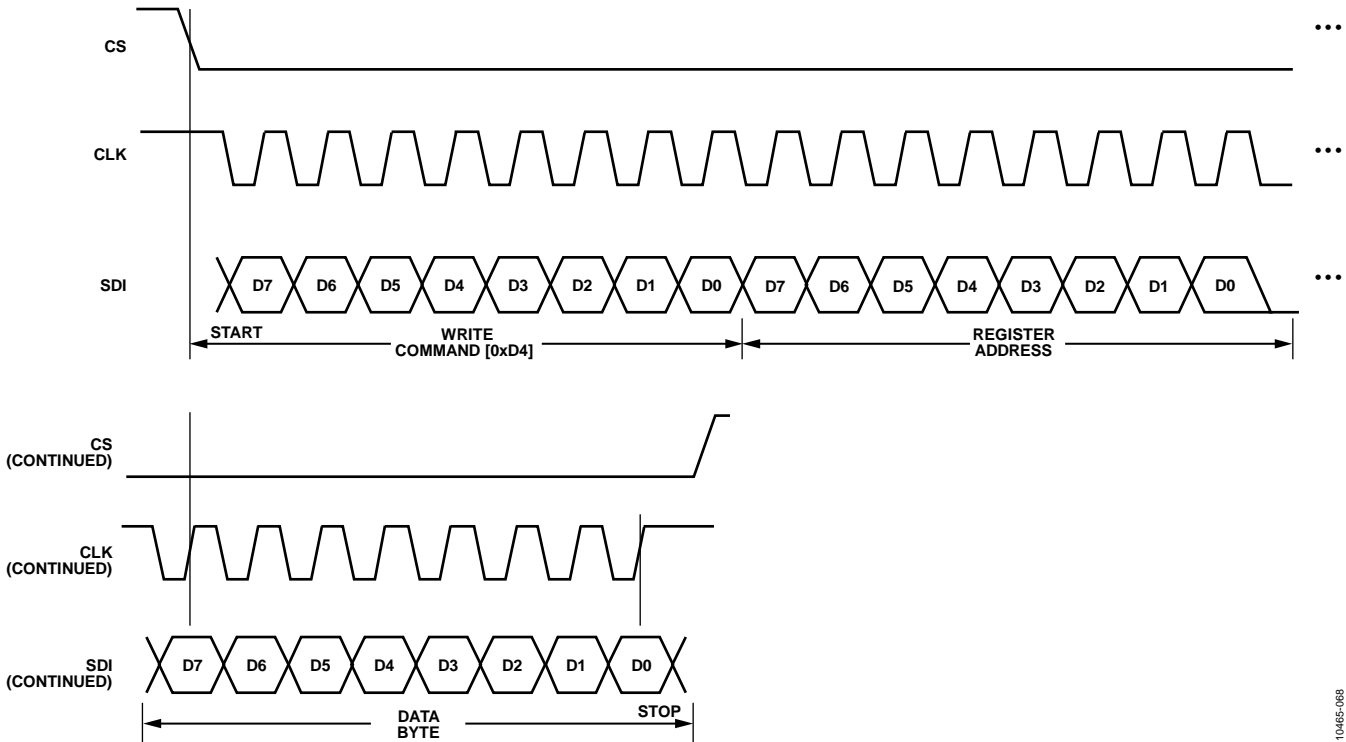 CS
...
CLK
...
SDI
D7 D6 D5 D4 D3 D2 D1 D0 D7 D6 D5 D4 D3 D2 D1 D0
...
START
WRITE
COMMAND [0xD4]
REGISTER
ADDRESS
CS
(CONTINUED)
CLK
(CONTINUED)
SDI
(CONTINUED)
D7 D6 D5 D4 D3 D2 D1 D0
DATA
BYTE
STOP
10465-068